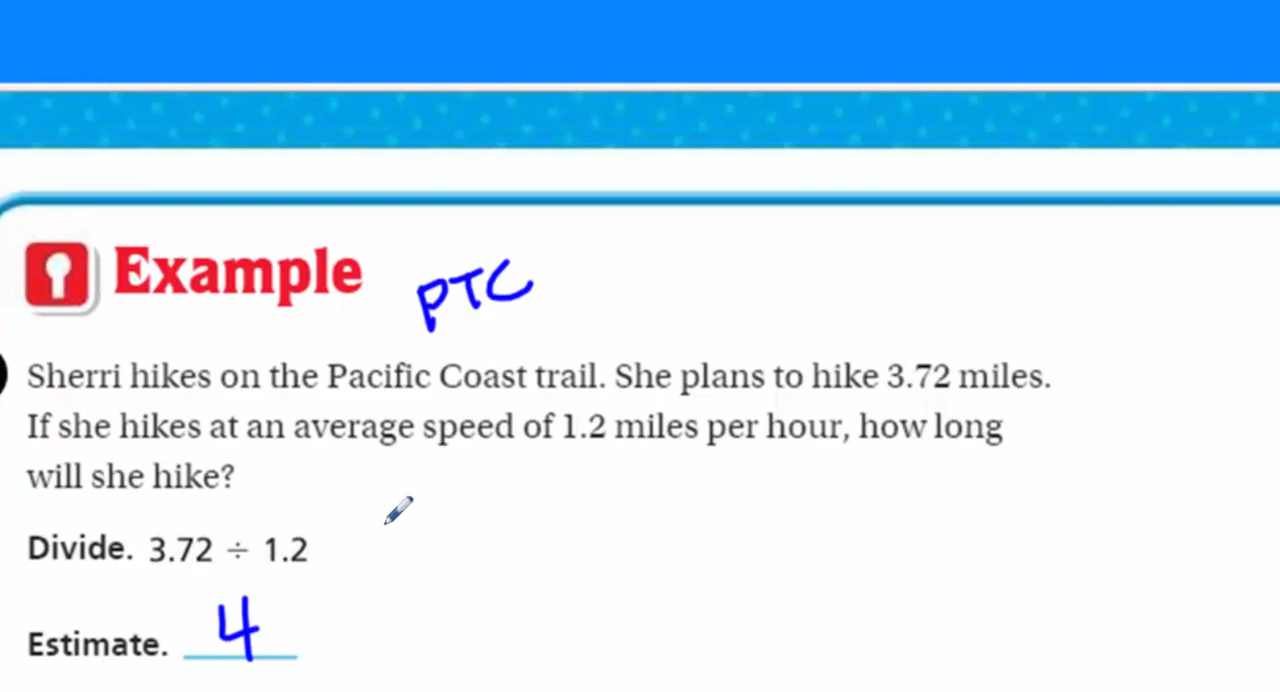 Example PTC
Sherri hikes on the Pacific Coast trail. She plans to hike 3.72 miles.
If she hikes at an average speed of 1.2 miles per hour, how long
will she hike?
Divide. 3.72 ÷ 1.2
Estimate. 4